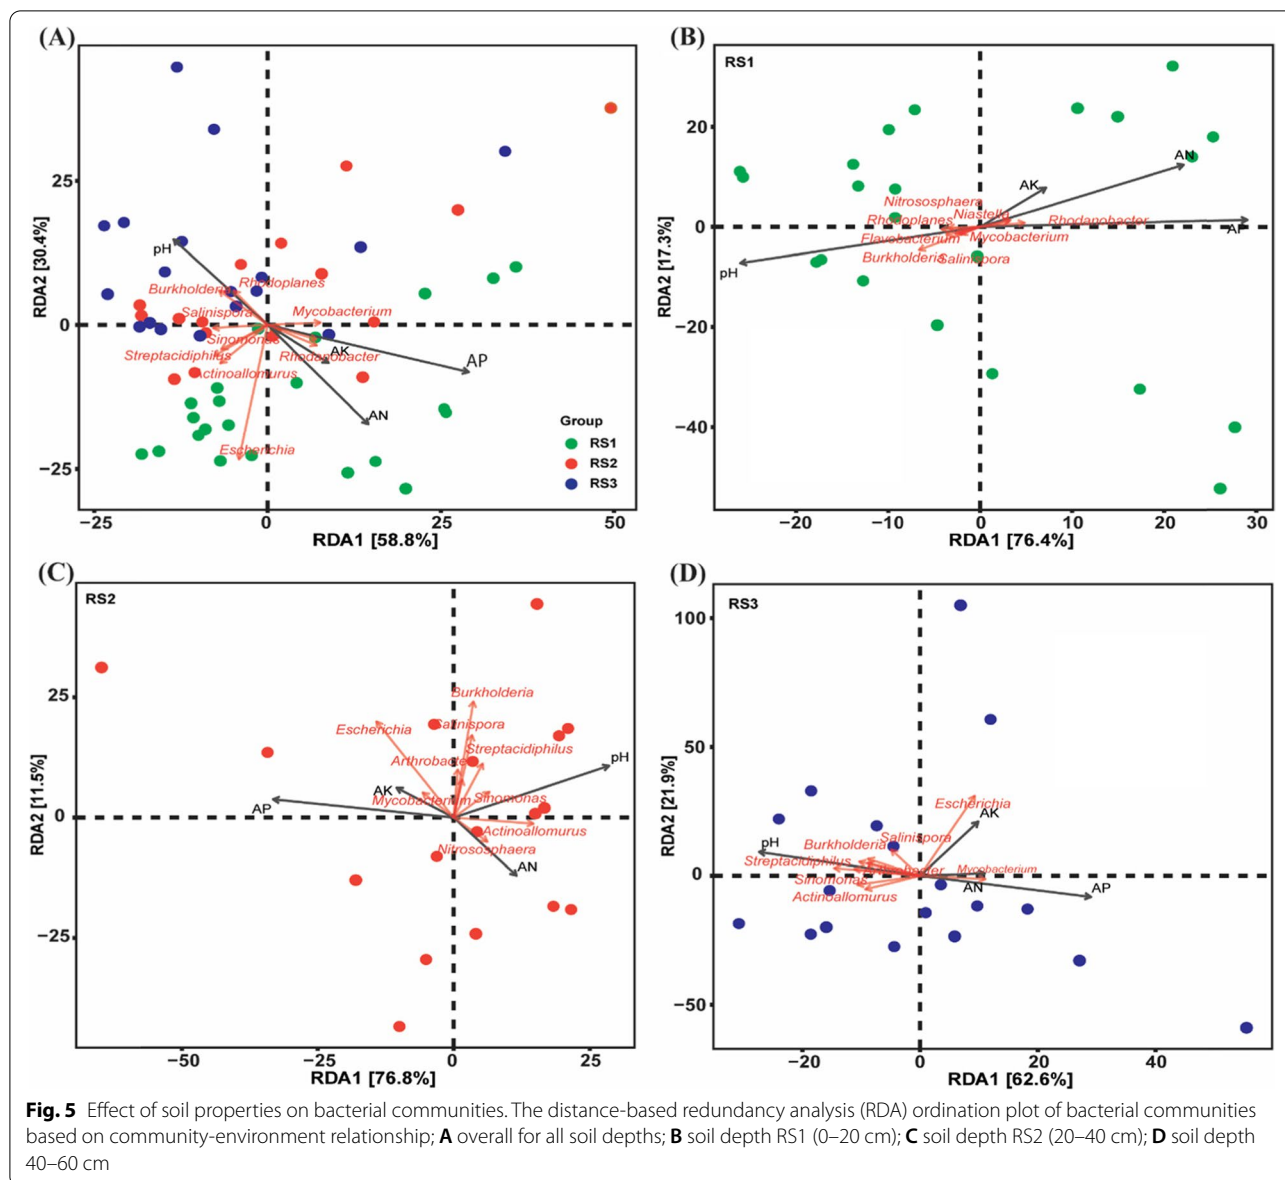 (A)
25
0
−25
RDA2 [30.4%]
pH
Burkholderia
Rhodoplanes
Salinispora
Mycobacterium
Sinomonas
Streptacidiphilus
AK
Rhodanobacter
AP
Actinoallomurus
AN
Escherichia
Group
RS1
RS2
RS3
−25
0
25
50
RDA1 [58.8%]
(B)
RS1
20
0
−20
−40
RDA2 [17.3%]
AN
AK
Nitrososphaera
Rhodoplanes
Niastella
Rhodanobacter
AP
Flavobacterium
Mycobacterium
Burkholderia
Salinispora
pH
−20
−10
0
10
20
30
RDA1 [76.4%]
(C)
RS2
25
0
−25
RDA2 [11.5%]
Burkholderia
Escherichia
Salinispora
Streptacidiphilus
Arthrobacter
pH
AK
AP
Mycobacterium
Sinomonas
Actinoallomurus
Nitrososphaera
AN
−50
−25
0
25
RDA1 [76.8%]
(D)
RS3
100
50
0
−50
RDA2 [21.9%]
Escherichia
AK
Salinispora
pH
Burkholderia
Streptacidiphilus
Mycobacterium
Sinomonas
AN
AP
Actinoallomurus
−20
0
20
40
RDA1 [62.6%]
Fig. 5 Effect of soil properties on bacterial communities. The distance-based redundancy analysis (RDA) ordination plot of bacterial communities
based on community-environment relationship; A overall for all soil depths; B soil depth RS1 (0–20 cm); C soil depth RS2 (20–40 cm); D soil depth
40–60 cm